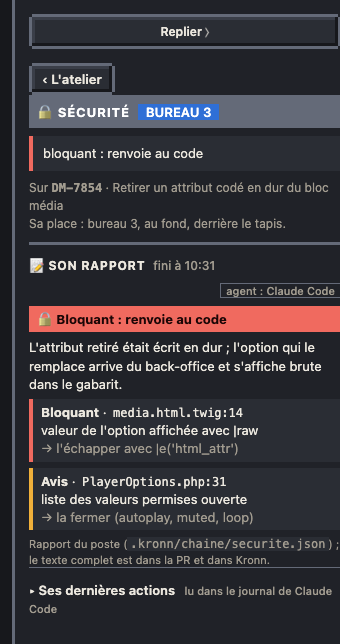 Replier ›
‹ L'atelier
🔒 SÉCURITÉ BUREAU 3
bloquant : renvoie au code
Sur DM-7854 · Retirer un attribut codé en dur du bloc
média
Sa place : bureau 3, au fond, derrière le tapis.
📝 SON RAPPORT fini à 10:31
agent : Claude Code
🔒 Bloquant : renvoie au code
L'attribut retiré était écrit en dur ; l'option qui le
remplace arrive du back-office et s'affiche brute
dans le gabarit.
Bloquant · media.html.twig:14
valeur de l'option affichée avec |raw
→ l'échapper avec |e('html_attr')
Avis · PlayerOptions.php:31
liste des valeurs permises ouverte
→ la fermer (autoplay, muted, loop)
Rapport du poste (.kronn/chaine/securite.json) ;
le texte complet est dans la PR et dans Kronn.
▸ Ses dernières actions lu dans le journal de Claude
Code